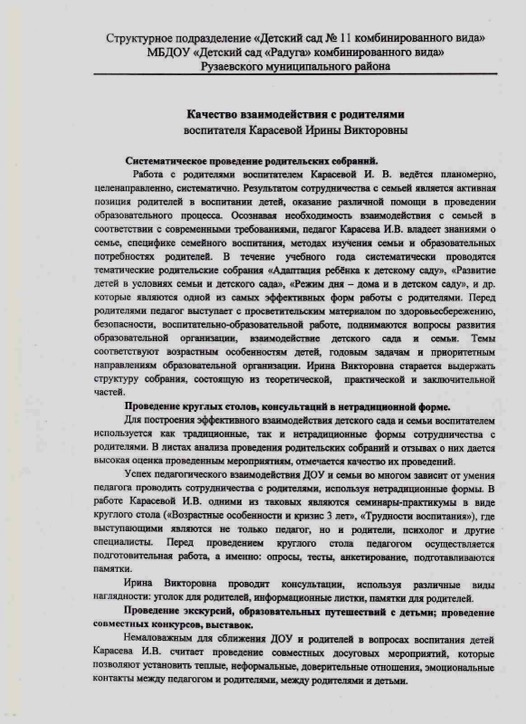 Структурное подразделение «Детский сад № 11 комбинированного вида»
МБДОУ «Детский сад «Радуга» комбинированного вида»
Рузаевского муниципального района
Качество взаимодействия с родителями
воспитателя Карасевой Ирины Викторовны
Систематическое проведение родительских собраний.
Работа с родителями воспитателем Карасевой И. В. ведётся планомерно,
целенаправленно, систематично. Результатом сотрудничества с семьей является активная
позиция родителей в воспитании детей, оказание различной помощи в проведении
образовательного процесса. Осознавая необходимость взаимодействия с семьей в
соответствии с современными требованиями, педагог Карасева И.В. владеет знаниями о
семье, специфике семейного воспитания, методах изучения семьи и образовательных
потребностях родителей. В течение учебного года систематически проводятся
тематические родительские собрания «Адаптация ребёнка к детскому саду», «Развитие
детей в условиях семьи и детского сада», «Режим дня – дома и в детском саду», и др.
которые являются одной из самых эффективных форм работы с родителями. Перед
родителями педагог выступает с просветительским материалом по здоровьесбережению,
безопасности, воспитательно-образовательной работе, поднимаются вопросы развития
образовательной организации, взаимодействие детского сада и семьи. Темы
соответствуют возрастным особенностям детей, годовым задачам и приоритетным
направлениям образовательной организации. Ирина Викторовна старается выдержать
структуру собрания, состоящую из теоретической, практической и заключительной
частей.
Проведение круглых столов, консультаций в нетрадиционной форме.
Для построения эффективного взаимодействия детского сада и семьи воспитателем
используется как традиционные, так и нетрадиционные формы сотрудничества с
родителями. В листах анализа проведения родительских собраний и отзывах о них дается
высокая оценка проведенным мероприятиям, отмечается качество их проведений.
Успех педагогического взаимодействия ДОУ и семьи во многом зависит от умения
педагога проводить сотрудничества с родителями, используя нетрадиционные формы. В
работе Карасевой И.В. одними из таковых являются семинары-практикумы в виде
круглого стола («Возрастные особенности и кризис 3 лет», «Трудности воспитания»), где
выступающими являются не только педагог, но и родители, психолог и другие
специалисты. Перед проведением круглого стола педагогом осуществляется
подготовительная работа, а именно: опросы, тесты, анкетирование, подготавливаются
памятки.
Ирина Викторовна проводит консультации, используя различные виды
наглядности: уголок для родителей, информационные листки, памятки для родителей.
Проведение экскурсий, образовательных путешествий с детьми; проведение
совместных конкурсов, выставок.
Немаловажным для сближения ДОУ и родителей в вопросах воспитания детей
Карасева И.В. считает проведение совместных досуговых мероприятий, которые
позволяют установить теплые, неформальные, доверительные отношения, эмоциональные
контакты между педагогом и родителями, между родителями и детьми.